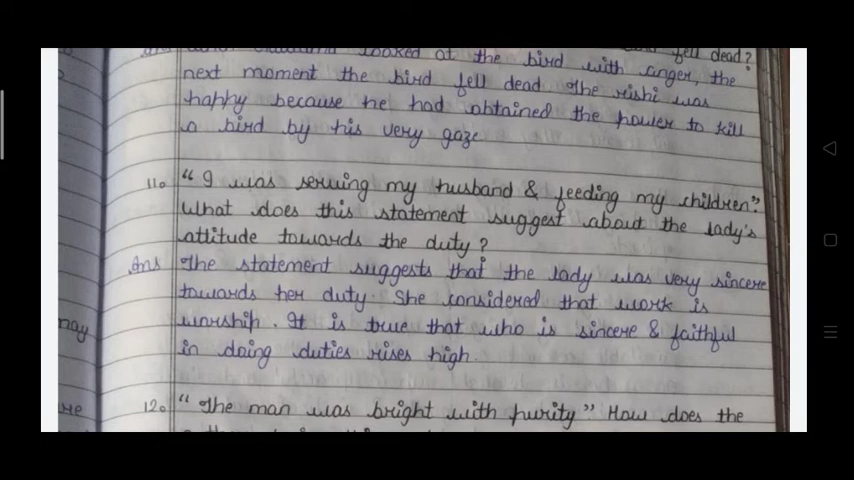 looked at the bird with anger, the fell dead?
next moment the bird fell dead. The rishi was
happy because he had obtained the power to kill
a bird by his very gaze
11. "I was serving my husband & feeding my children".
What does this statement suggest about the lady's
attitude towards the duty?
Ans The statement suggests that the lady was very sincere
towards her duty. She considered that work is
may worship. It is true that who is sincere & faithful
in doing duties rises high.
12. "The man was bright with purity" How does the